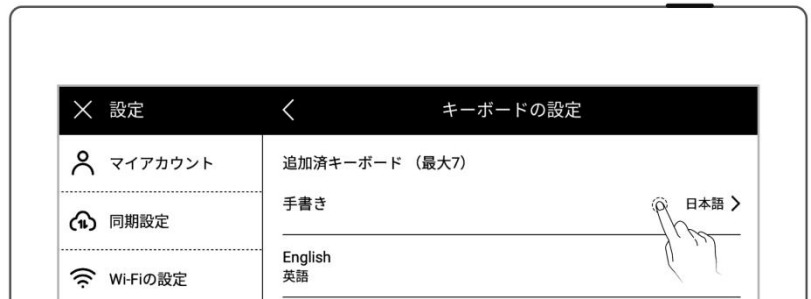 設定
キーボードの設定
マイアカウント
同期設定
Wi-Fiの設定
追加済キーボード （最大7）
手書き
日本語
English
英語